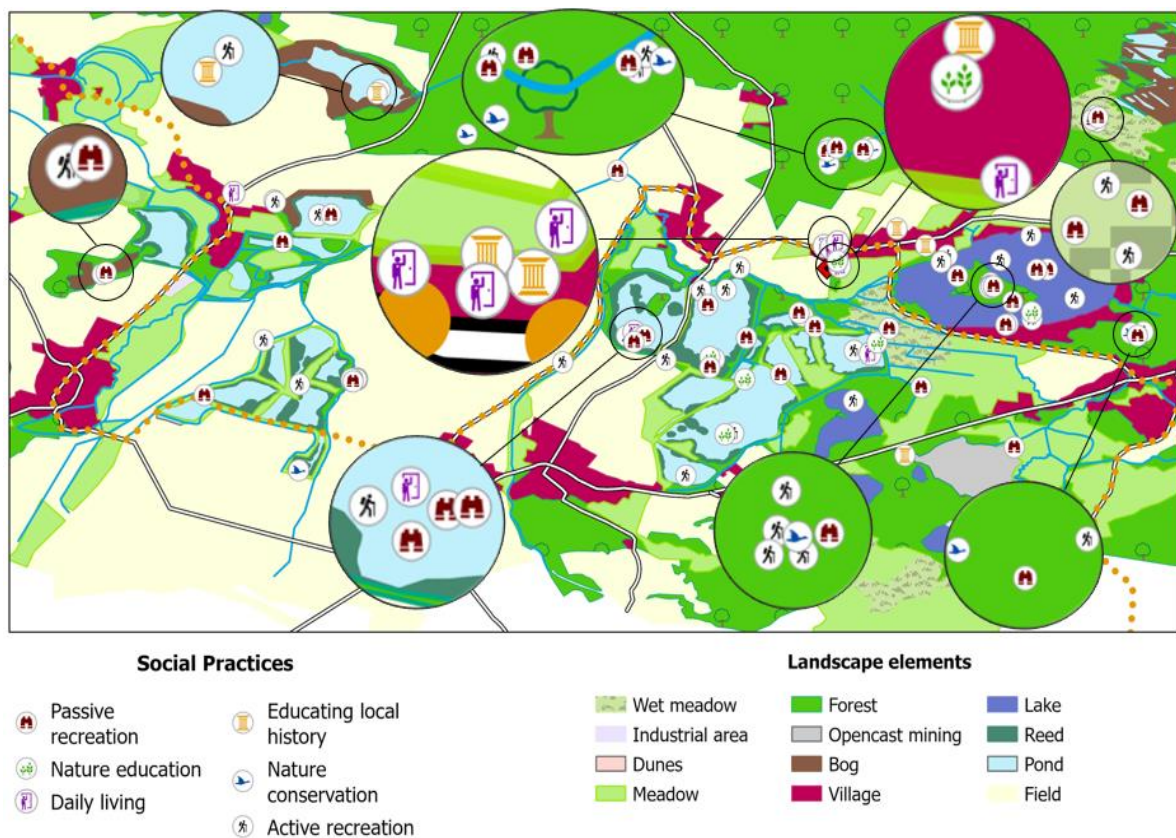 Social Practices
Passive
recreation
Nature education
Daily living
Educating local
history
Nature
conservation
Active recreation
Landscape elements
Wet meadow
Industrial area
Dunes
Meadow
Forest
Opencast mining
Bog
Village
Lake
Reed
Pond
Field